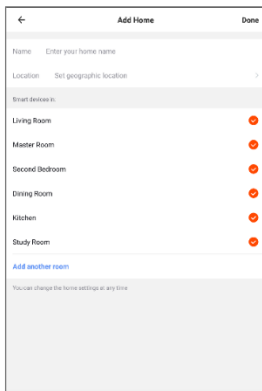 Add Home
Done
Name Enter your home name
Location Set geographic location
Smart devices in:
Living Room
Master Room
Second Bedroom
Dining Room
Kitchen
Study Room
Add another room
You can change the home settings at any time